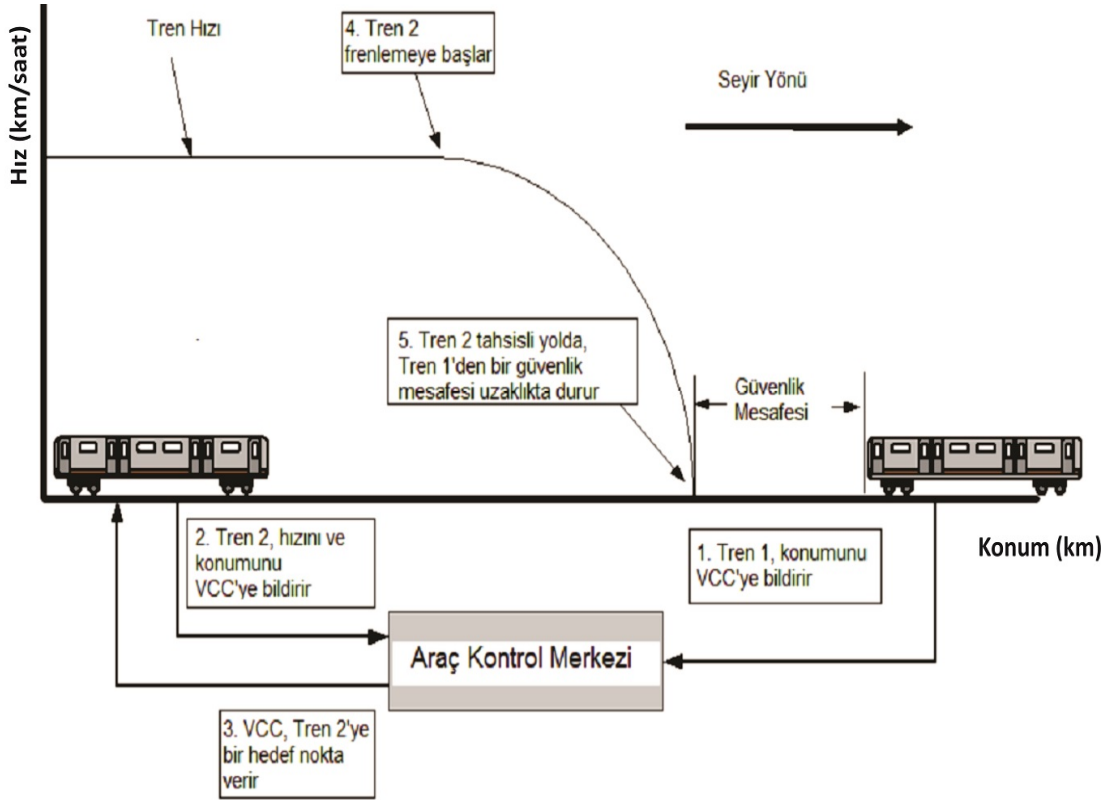 Hız (km/saat)
Tren Hızı
4. Tren 2
frenlemeye başlar
Seyir Yönü
5. Tren 2 tahsisli yolda,
Tren 1'den bir güvenlik
mesafesi uzaklıkta durur
Güvenlik
Mesafesi
2. Tren 2, hızını ve
konumunu
VCC'ye bildirir
1. Tren 1, konumunu
VCC'ye bildirir
Konum (km)
Araç Kontrol Merkezi
3. VCC, Tren 2'ye
bir hedef nokta
verir